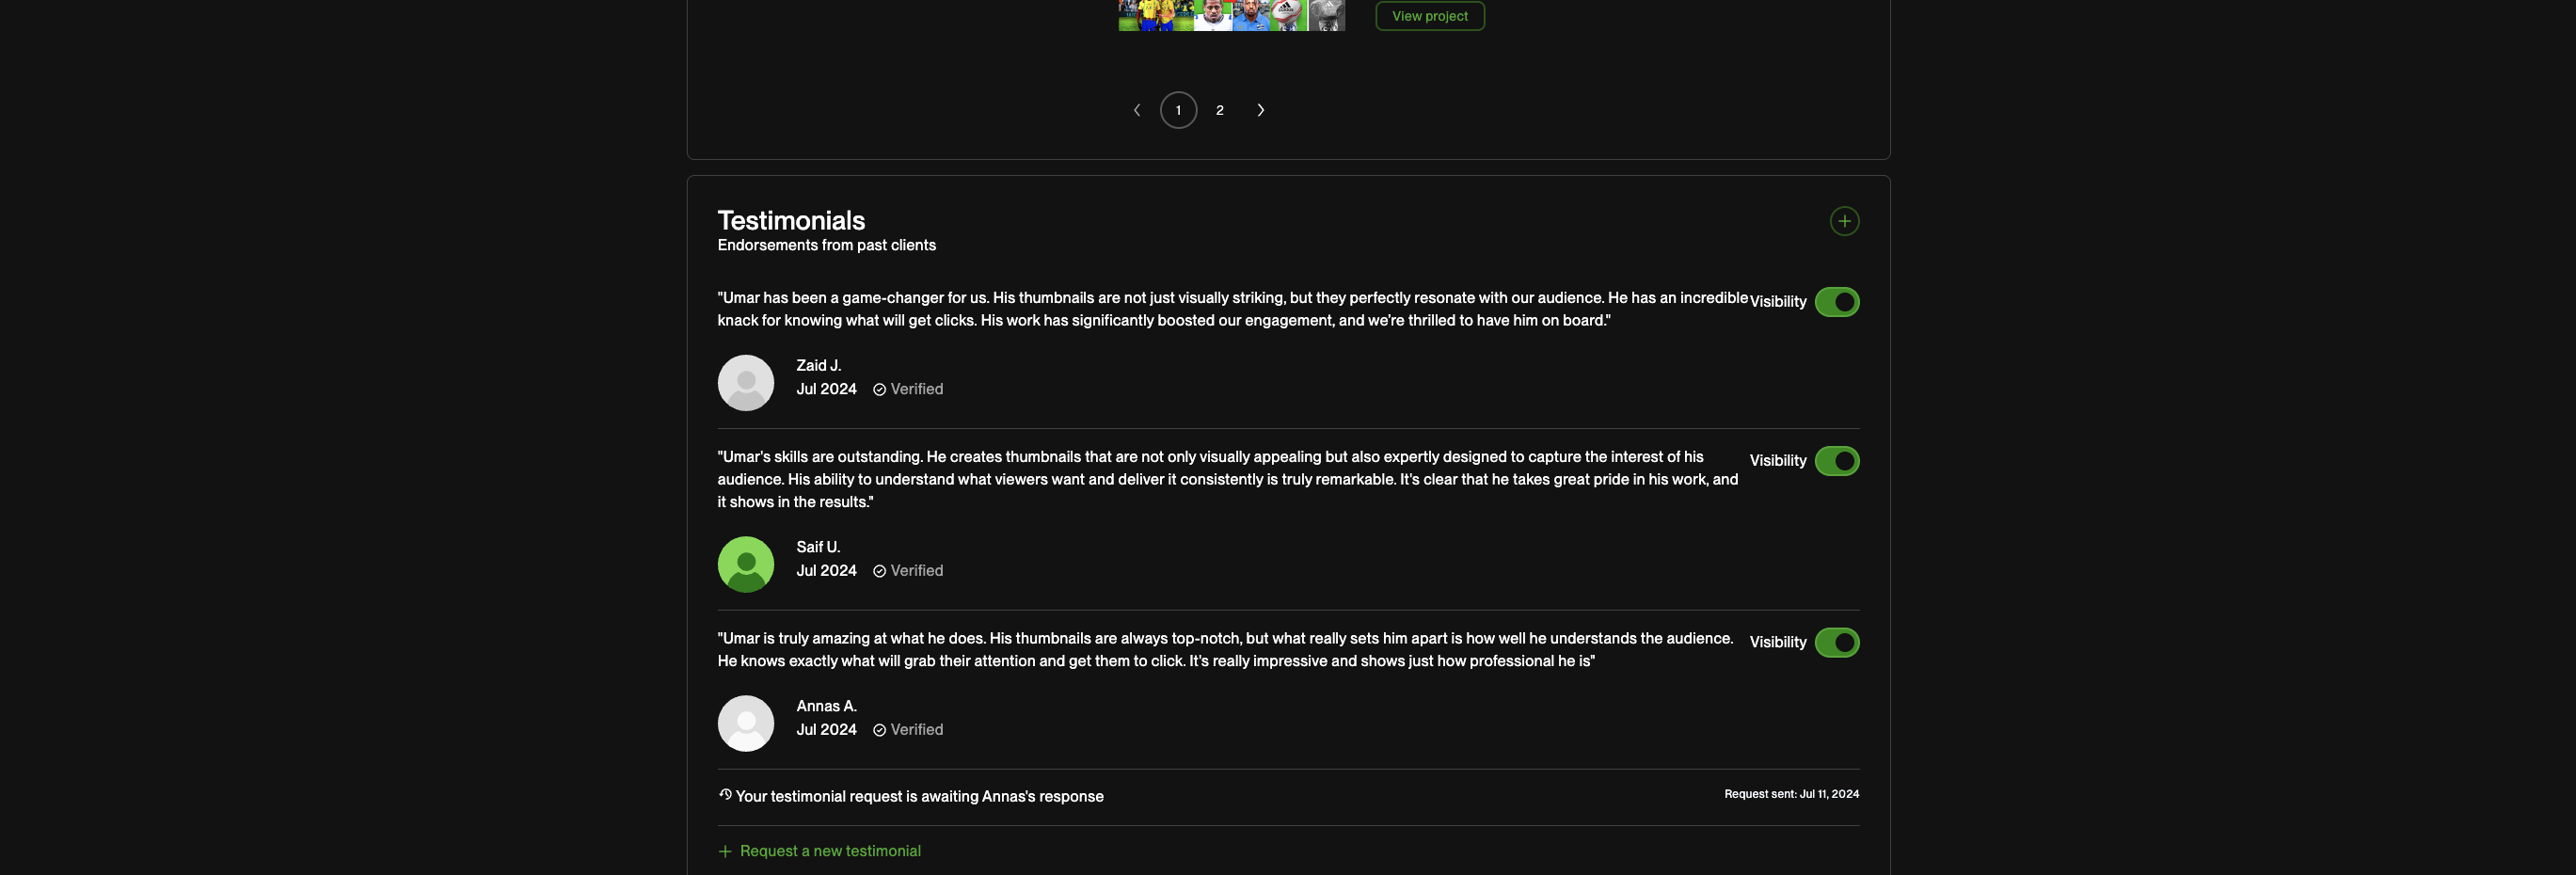 View project
1 2
Testimonials
Endorsements from past clients
"Umar has been a game-changer for us. His thumbnails are not just visually striking, but they perfectly resonate with our audience. He has an incredible
knack for knowing what will get clicks. His work has significantly boosted our engagement, and we're thrilled to have him on board."
Visibility
Zaid J.
Jul 2024 Verified
"Umar's skills are outstanding. He creates thumbnails that are not only visually appealing but also expertly designed to capture the interest of his
audience. His ability to understand what viewers want and deliver it consistently is truly remarkable. It's clear that he takes great pride in his work, and
it shows in the results."
Visibility
Saif U.
Jul 2024 Verified
"Umar is truly amazing at what he does. His thumbnails are always top-notch, but what really sets him apart is how well he understands the audience.
He knows exactly what will grab their attention and get them to click. It's really impressive and shows just how professional he is"
Visibility
Annas A.
Jul 2024 Verified
Your testimonial request is awaiting Annas's response
Request sent: Jul 11, 2024
Request a new testimonial